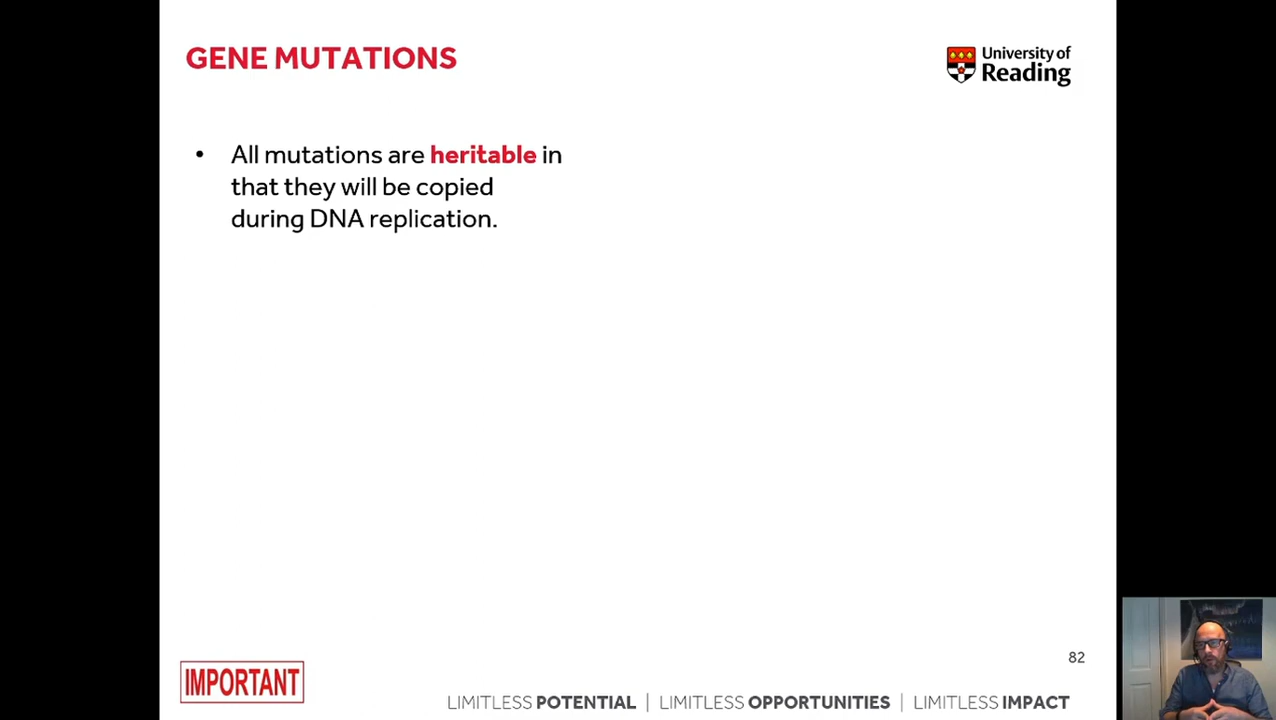 GENE MUTATIONS
University of
Reading
• All mutations are heritable in
that they will be copied
during DNA replication.
82
IMPORTANT
LIMITLESS POTENTIAL | LIMITLESS OPPORTUNITIES | LIMITLESS IMPACT